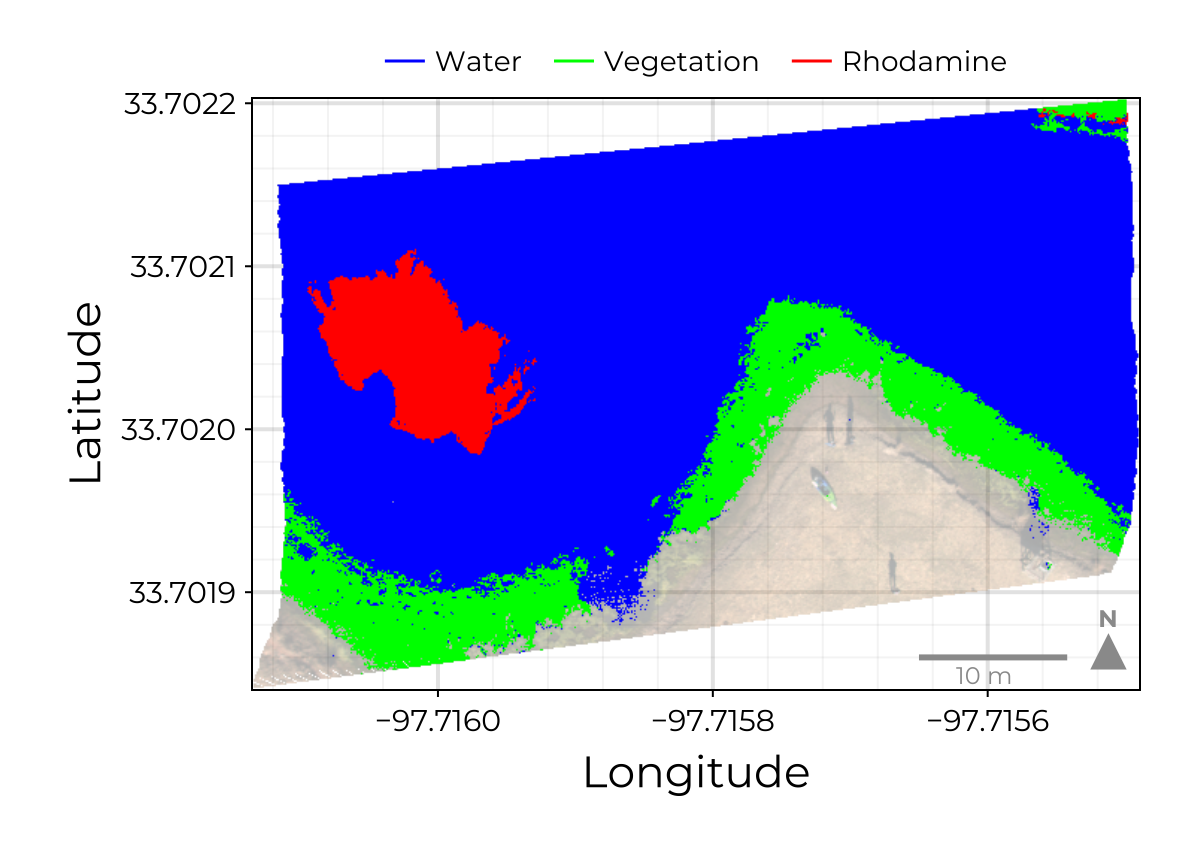 Water Vegetation Rhodamine
33.7022
33.7021
33.7020
33.7019
Latitude
N
10 m
−97.7160 −97.7158 −97.7156
Longitude